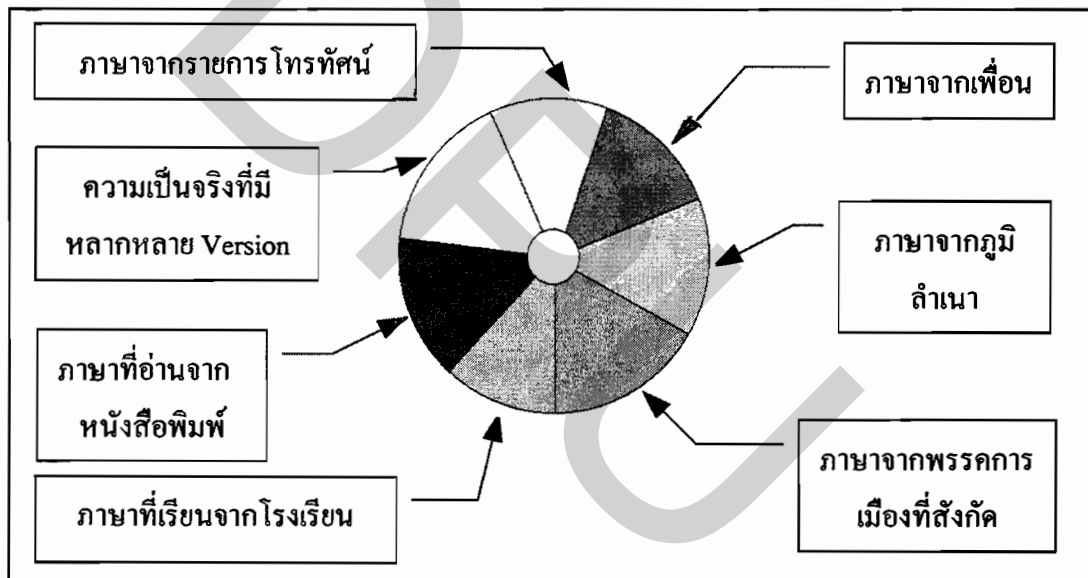 ภาษาจากรายการโทรทัศน์
ความเป็นจริงที่มี
หลากหลาย Version
ภาษาที่อ่านจาก
หนังสือพิมพ์
ภาษาที่เรียนจากโรงเรียน
ภาษาจากเพื่อน
ภาษาจากภูมิ
ลำเนา
ภาษาจากพรรคการ
เมืองที่สังกัด